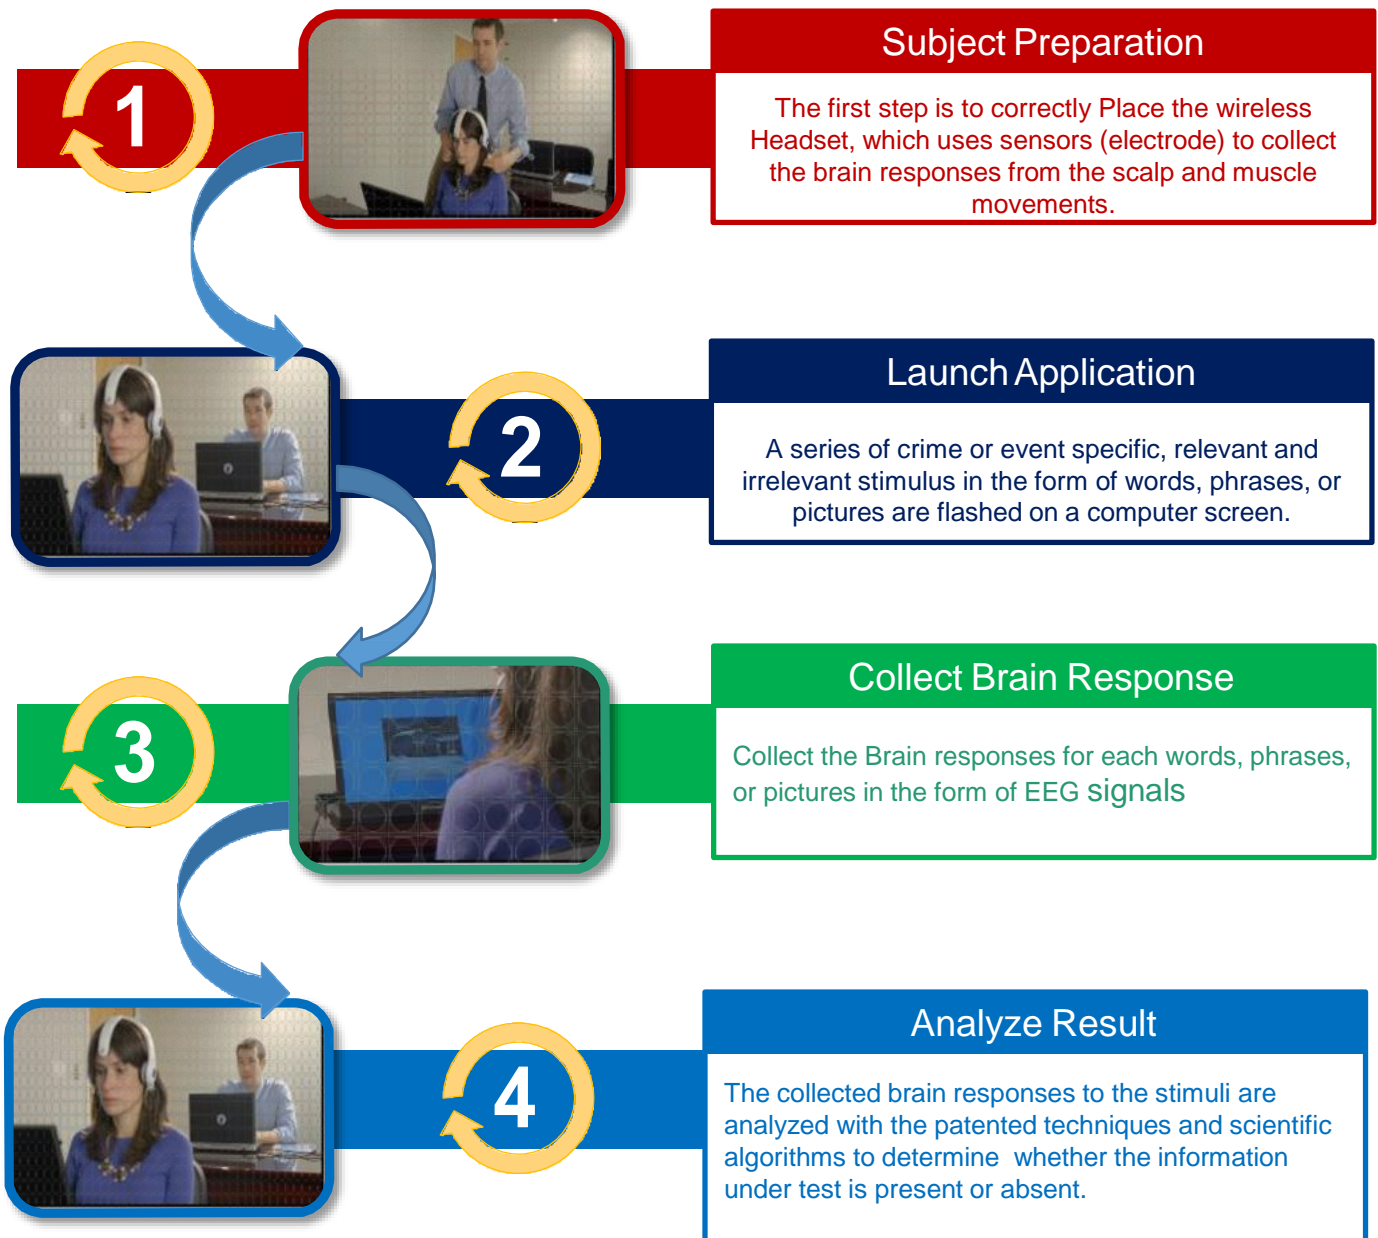 1
Subject Preparation
The first step is to correctly Place the wireless
Headset, which uses sensors (electrode) to collect
the brain responses from the scalp and muscle
movements.
2
Launch Application
A series of crime or event specific, relevant and
irrelevant stimulus in the form of words, phrases, or
pictures are flashed on a computer screen.
3
Collect Brain Response
Collect the Brain responses for each words, phrases,
or pictures in the form of EEG signals
4
Analyze Result
The collected brain responses to the stimuli are
analyzed with the patented techniques and scientific
algorithms to determine  whether the information
under test is present or absent.